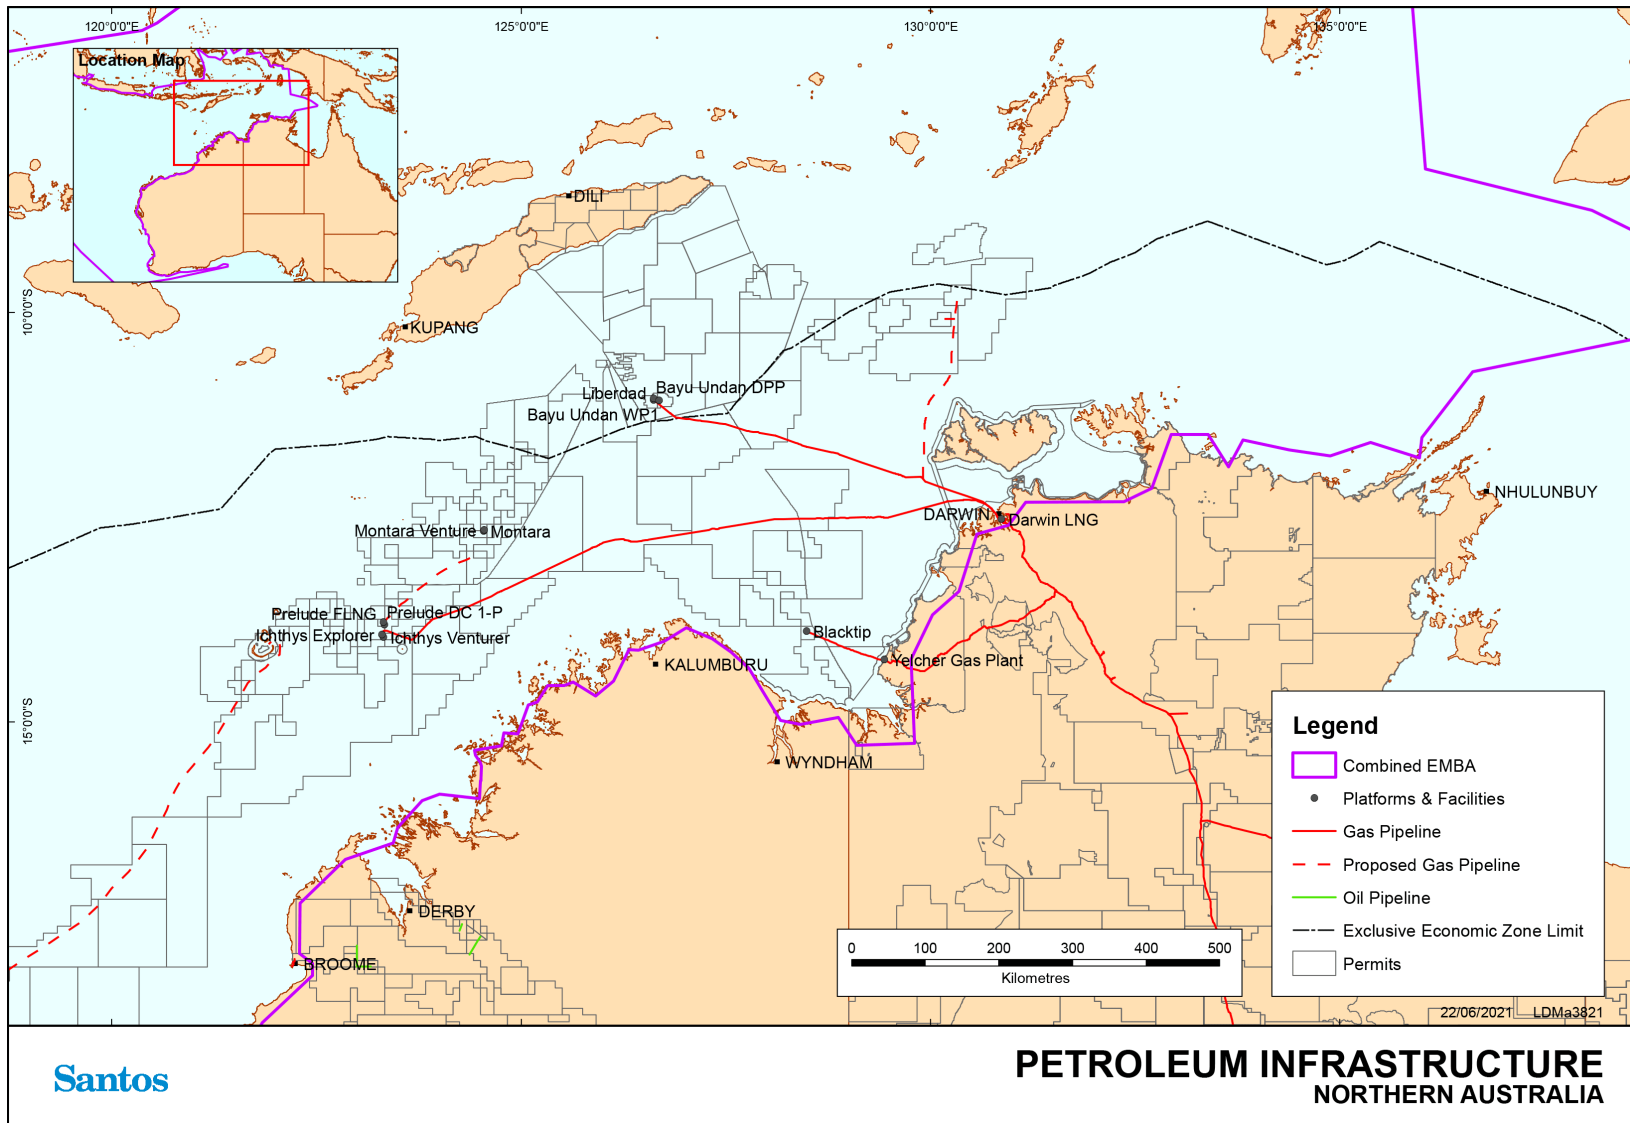 120°0'0"E
125°0'0"E
130°0'0"E
135°0'0"E
Location Map
DILI
10°0'0"S
KUPANG
Liberdad
Bayu Undan DPP
Bayu Undan WP1
NHULUNBUY
DARWIN
Darwin LNG
Montara Venture
Montara
Prelude FLNG
Prelude DC 1-P
Ichthys Explorer
Ichthys Venturer
Blacktip
Yelcher Gas Plant
KALUMBURU
15°0'0"S
WYNDHAM
DERBY
BROOME
Legend
Combined EMBA
Platforms & Facilities
Gas Pipeline
Proposed Gas Pipeline
Oil Pipeline
Exclusive Economic Zone Limit
Permits
0 100 200 300 400 500
Kilometres
22/06/2021 LDMa3821
Santos
PETROLEUM INFRASTRUCTURE
NORTHERN AUSTRALIA